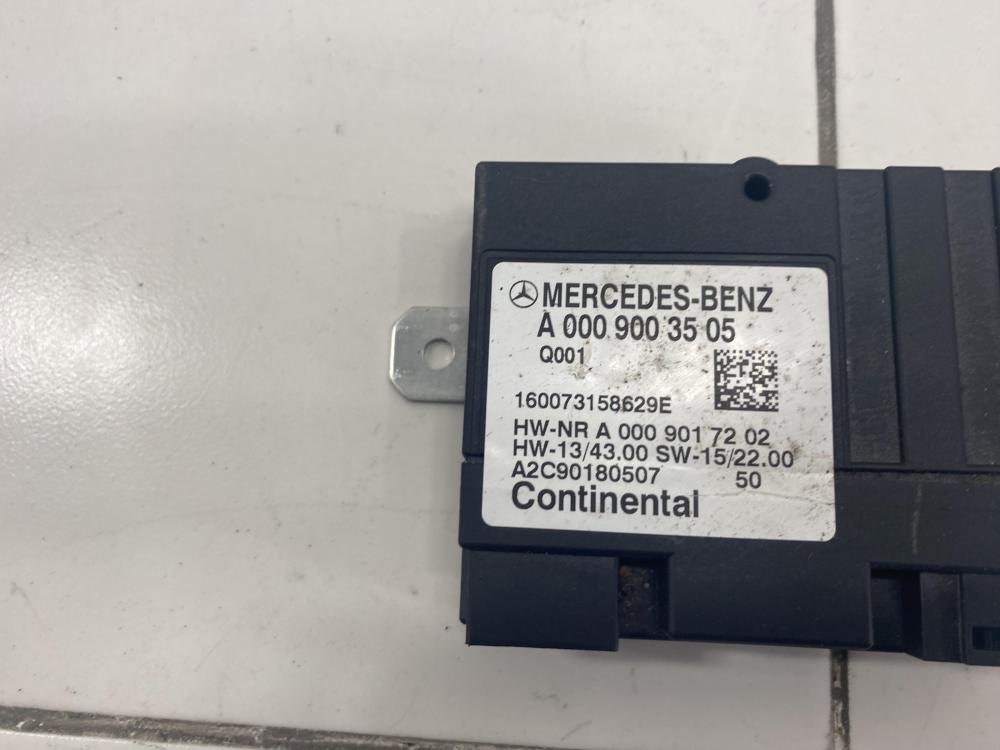 MERCEDES-BENZ
A 000 900 35 05
Q001
160073158629E
HW-NR A 000 901 72 02
HW-13/43.00 SW-15/22.00
A2C90180507 50
Continental